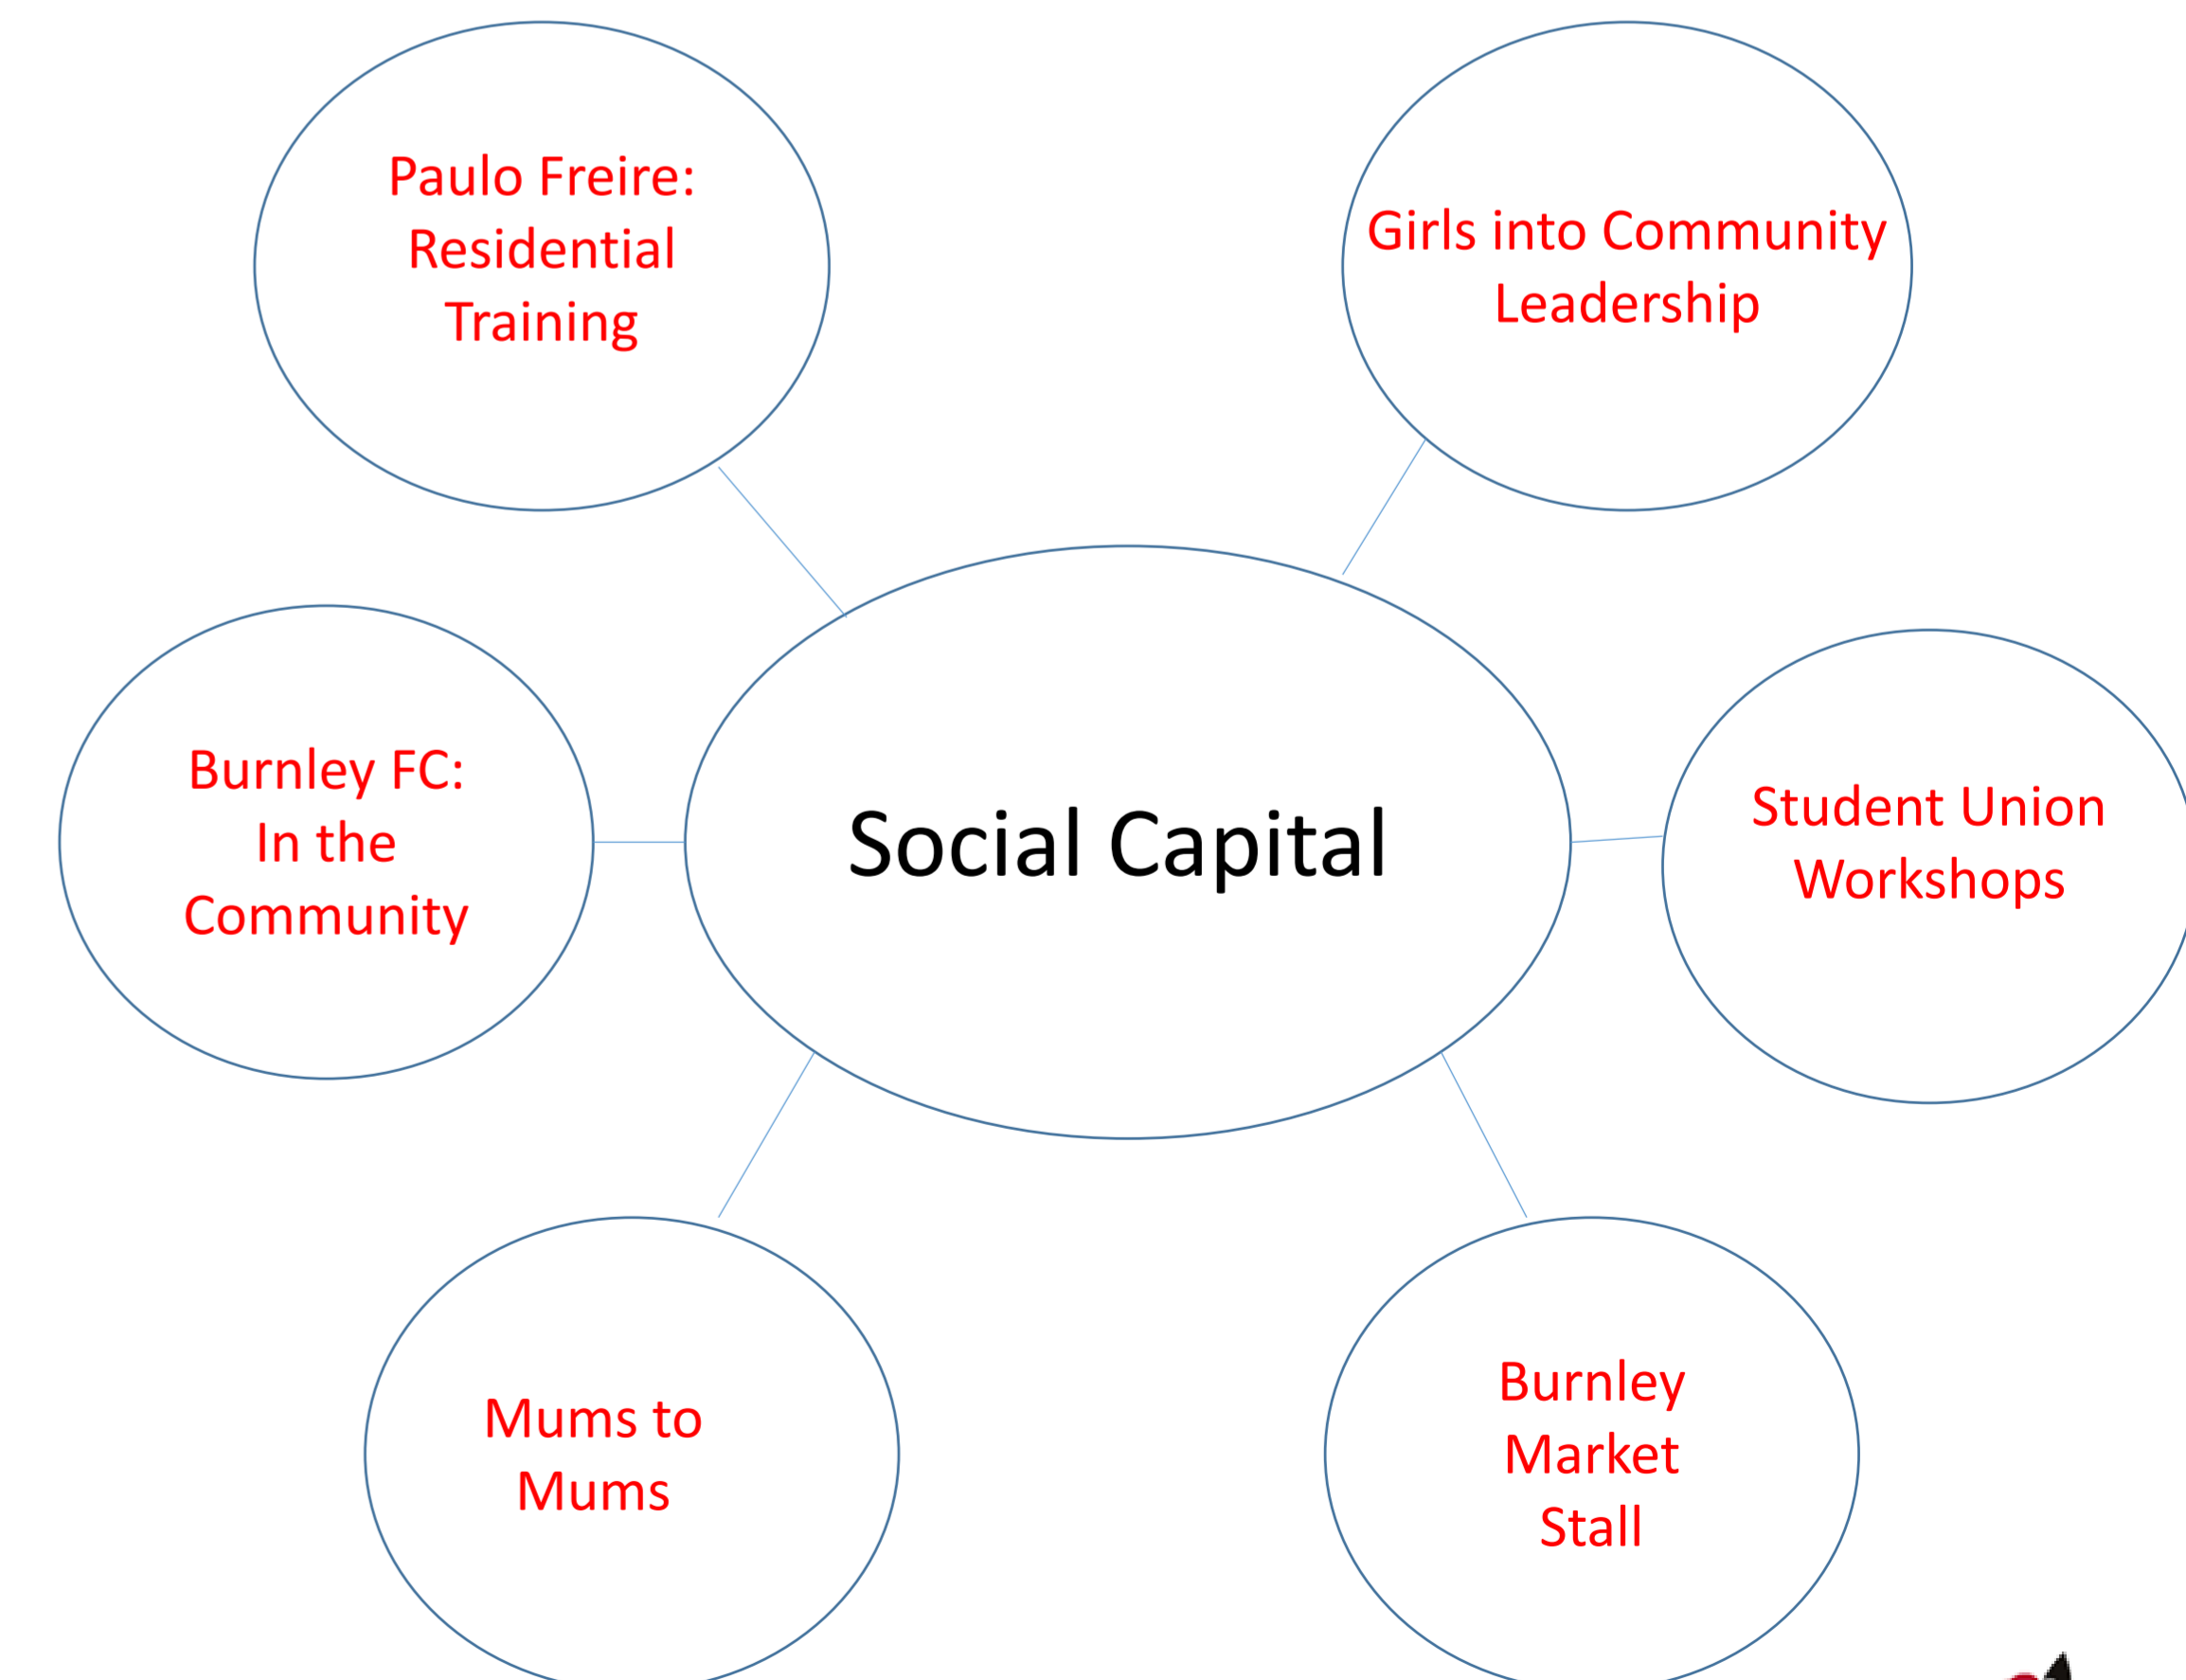 Paulo Freire:
Residential
Training
Girls into Community
Leadership
Burnley FC:
In the
Community
Social Capital
Student Union
Workshops
Mums to
Mums
Burnley
Market
Stall